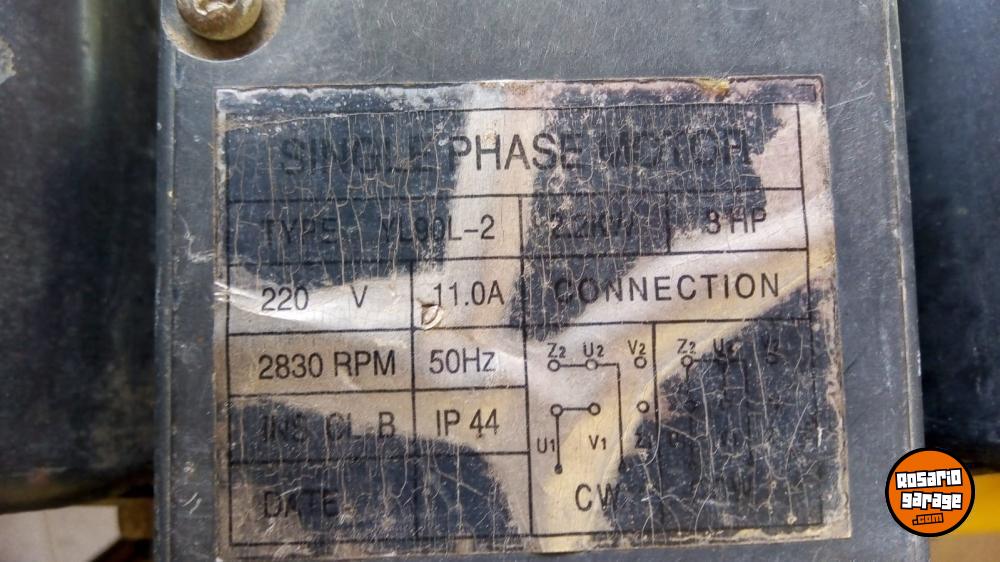 SINGLE PHASE MOTOR
TYPE YL90L-2 2.2KW 3 HP
220 V 11.0A CONNECTION
2830 RPM 50Hz
Z2 U2 V2 Z2 U2 V2
INS CL B IP 44
U1 V1
DATE CW
Rosario
garage
.com